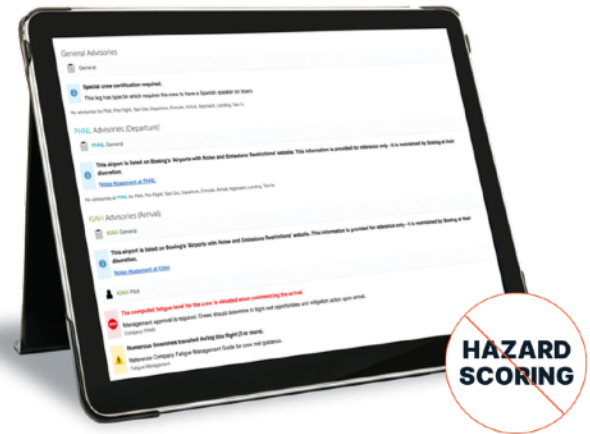 General Advisories
General
Special crew certification required.
This leg has type 04 which requires the crew to have a Spanish speaker on board.
No advisories for Pilot, Pre-Flight, Taxi Out, Departure, Enroute, Arrival, Approach, Landing, Taxi In.
PHNL Advisories (Departure)
PHNL General
This airport is listed on Boeing's 'Airports with Noise and Emissions Restrictions' website. This information is provided for reference only - it is maintained by Boeing at their
discretion.
Noise Abatement at PHNL
No advisories at PHNL for Pilot, Pre-Flight, Taxi Out, Departure, Enroute, Arrival, Approach, Landing, Taxi In.
KIAH Advisories (Arrival)
KIAH General
This airport is listed on Boeing's 'Airports with Noise and Emissions Restrictions' website. This information is provided for reference only - it is maintained by Boeing at their
discretion.
Noise Abatement at KIAH
KIAH Pilot
The computed fatigue level for the crew is elevated when commencing the arrival.
Management approval is required. Crews should determine in flight rest opportunities and mitigation action upon arrival.
Company FRMS
Numerous timezones travelled during this flight (3 or more).
Reference Company Fatigue Management Guide for crew rest guidance.
Fatigue Management
HAZARD
SCORING